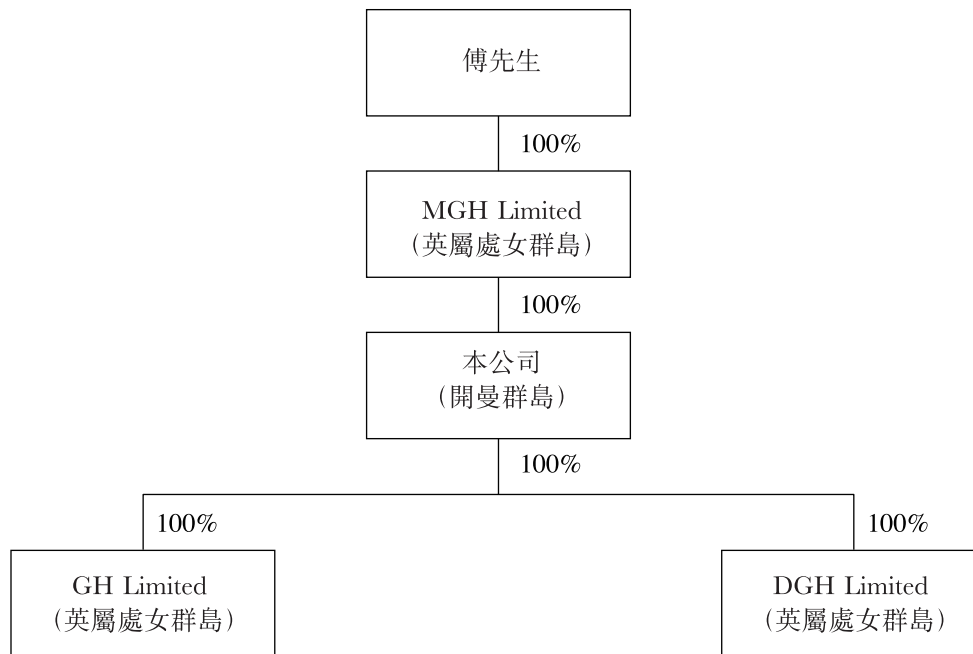 傅先生
100%
MGH Limited
（英屬處女群島）
100%
本公司
（開曼群島）
100%
100%
100%
GH Limited
（英屬處女群島）
DGH Limited
（英屬處女群島）